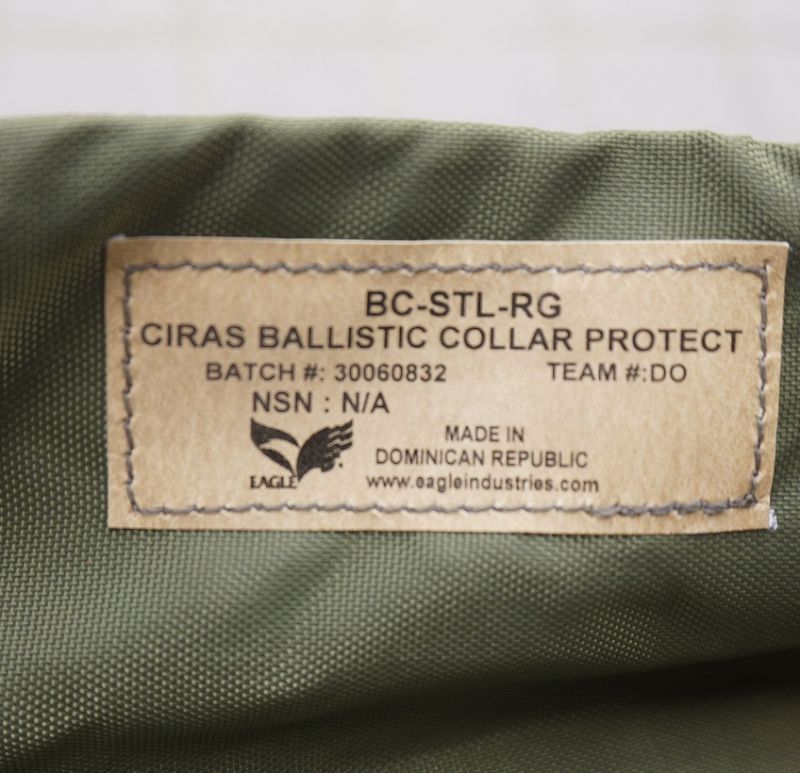 BC-STL-RG
CIRAS BALLISTIC COLLAR PROTECT
BATCH #: 30060832 TEAM #:DO
NSN : N/A
EAGLE
MADE IN
DOMINICAN REPUBLIC
www.eagleindustries.com